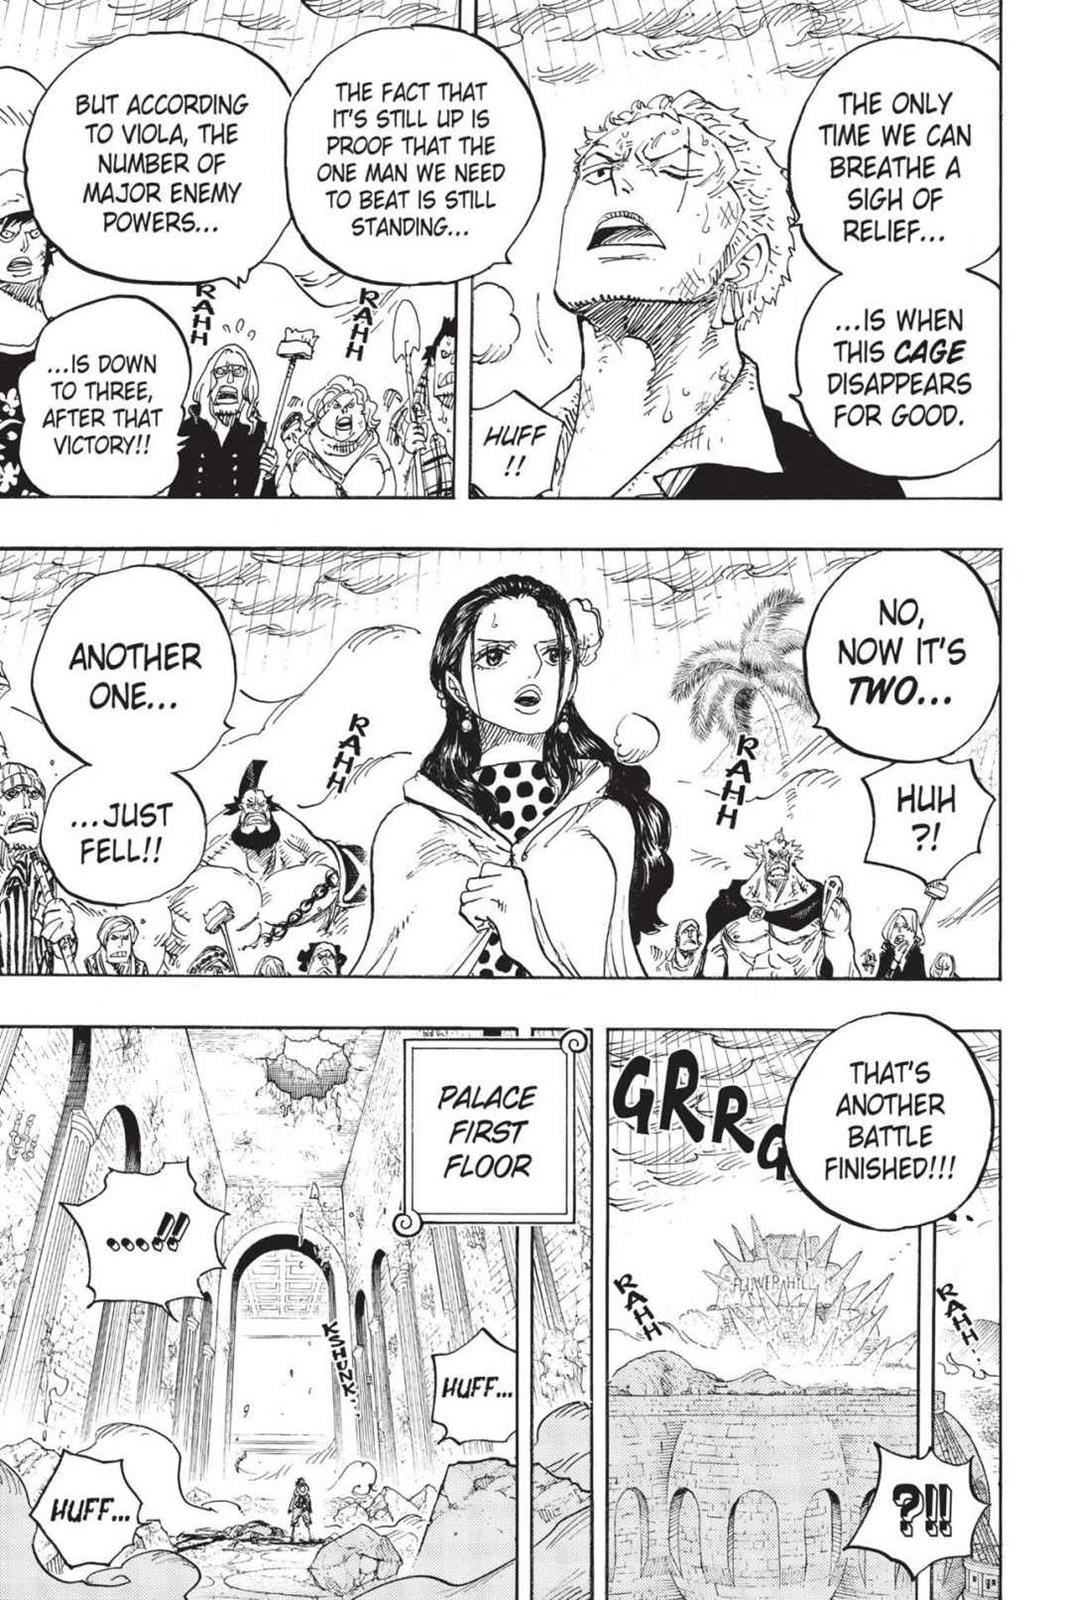 THE ONLY
TIME WE CAN
BREATHE A
SIGH OF
RELIEF...
...IS WHEN
THIS CAGE
DISAPPEARS
FOR GOOD.
HUFF
!!
THE FACT THAT
IT'S STILL UP IS
PROOF THAT THE
ONE MAN WE NEED
TO BEAT IS STILL
STANDING...
RAHH
BUT ACCORDING
TO VIOLA, THE
NUMBER OF
MAJOR ENEMY
POWERS...
RAHH
...IS DOWN
TO THREE,
AFTER THAT
VICTORY!!
NO,
NOW IT'S
TWO...
HUH
?!
RAHH
RAHH
ANOTHER
ONE...
...JUST
FELL!!
THAT'S
ANOTHER
BATTLE
FINISHED!!!
GRRG
FLOWER HILL
RAHH
RAHH...
?!!
PALACE
FIRST
FLOOR
...!!
KSHUNK...
HUFF...
HUFF...